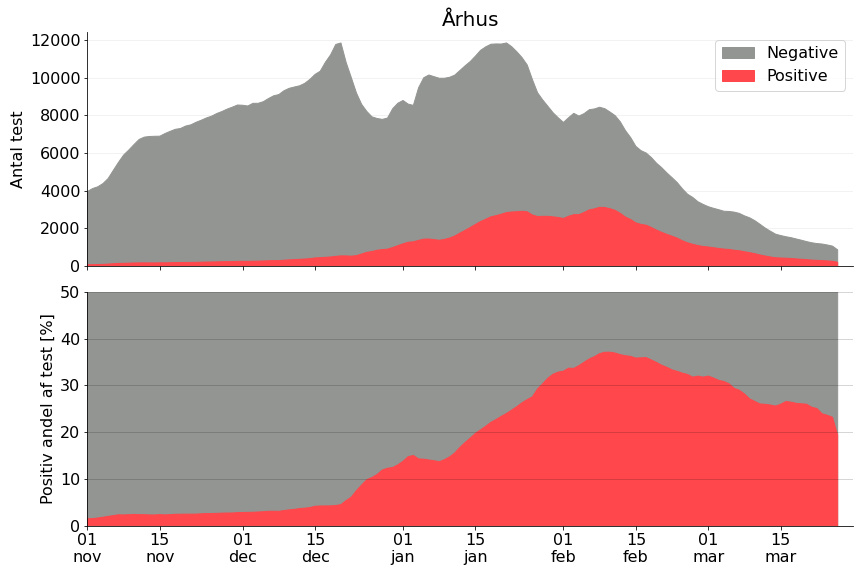 Århus
Antal test
12000
10000
8000
6000
4000
2000
0
Negative
Positive
Positiv andel af test [%]
50
40
30
20
10
0
01 15 01 15 01 15 01 15 01 15
nov nov dec dec jan jan feb feb mar mar